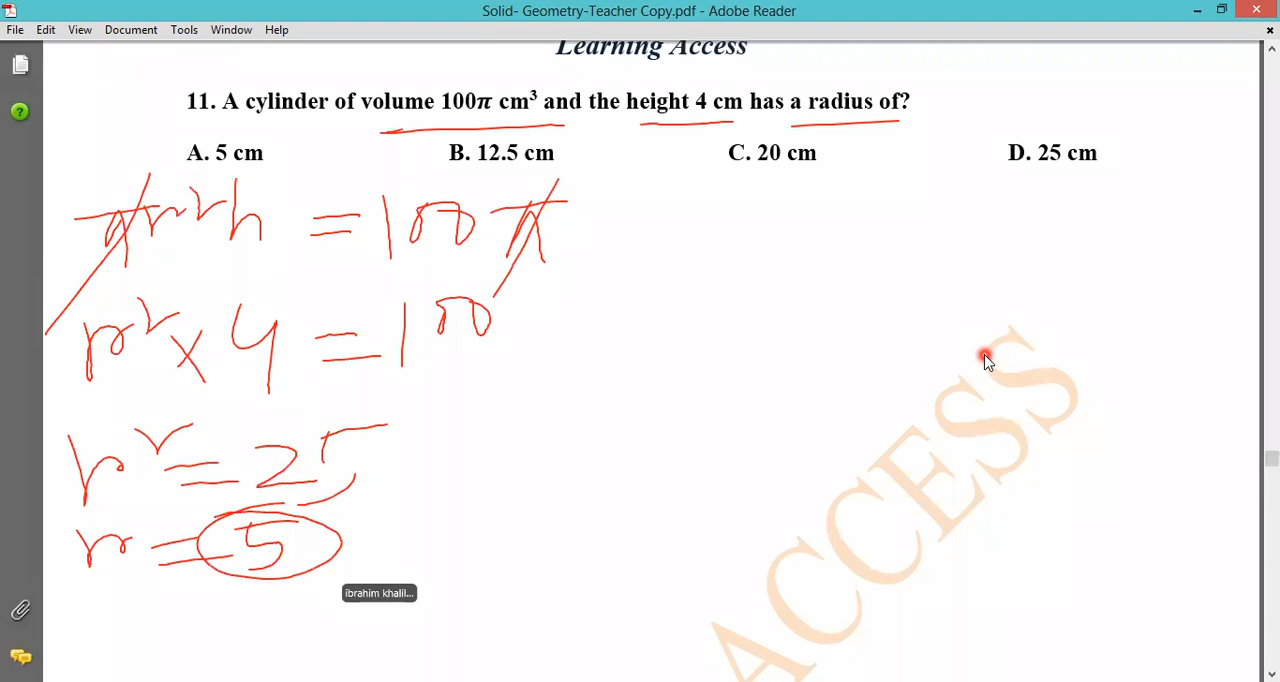 Solid- Geometry-Teacher Copy.pdf - Adobe Reader
File Edit View Document Tools Window Help
Learning Access
11. A cylinder of volume 100π cm³ and the height 4 cm has a radius of?
A. 5 cm B. 12.5 cm C. 20 cm D. 25 cm
πr²h = 100π
r² × 4 = 100
r² = 25
r = 5
ibrahim khalil...
ACCESS